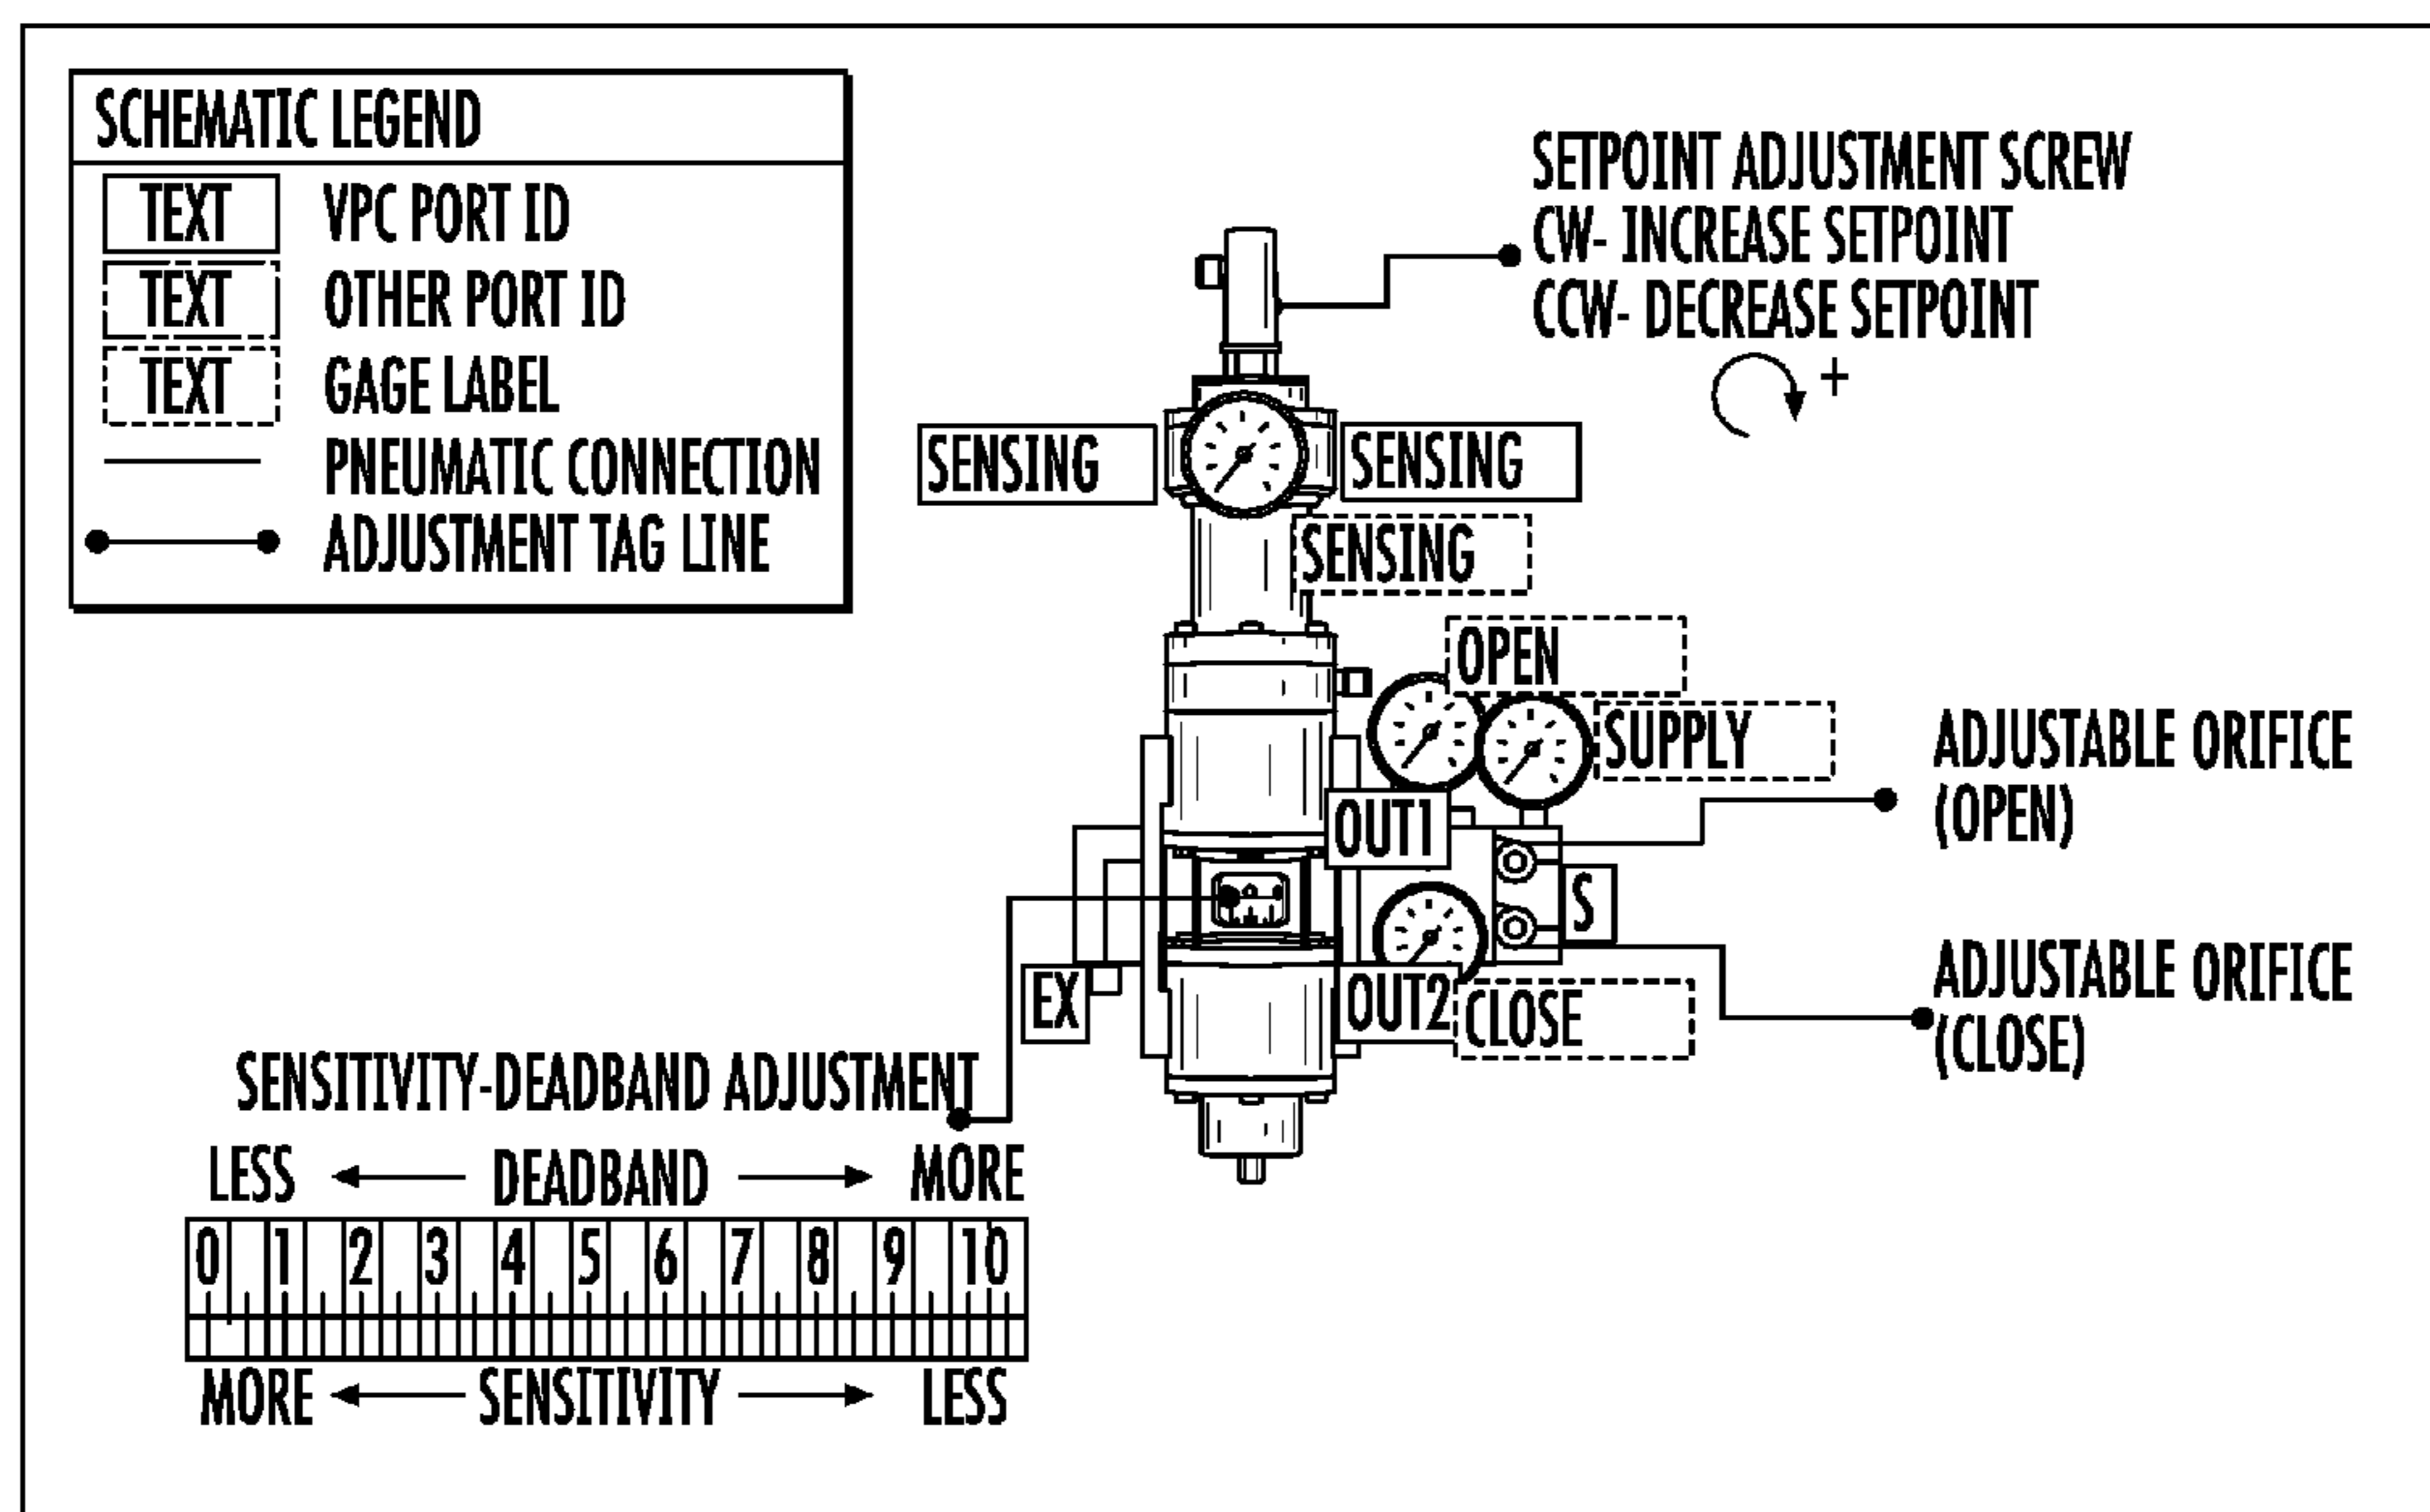 SCHEMATIC LEGEND
TEXT VPC PORT ID
TEXT OTHER PORT ID
TEXT GAGE LABEL
PNEUMATIC CONNECTION
ADJUSTMENT TAG LINE
SETPOINT ADJUSTMENT SCREW
CW- INCREASE SETPOINT
CCW- DECREASE SETPOINT
+
SENSING
SENSING
SENSING
OPEN
SUPPLY
ADJUSTABLE ORIFICE
(OPEN)
OUT1
S
EX
OUT2
CLOSE
ADJUSTABLE ORIFICE
(CLOSE)
SENSITIVITY-DEADBAND ADJUSTMENT
LESS DEADBAND MORE
0 1 2 3 4 5 6 7 8 9 10
MORE SENSITIVITY LESS